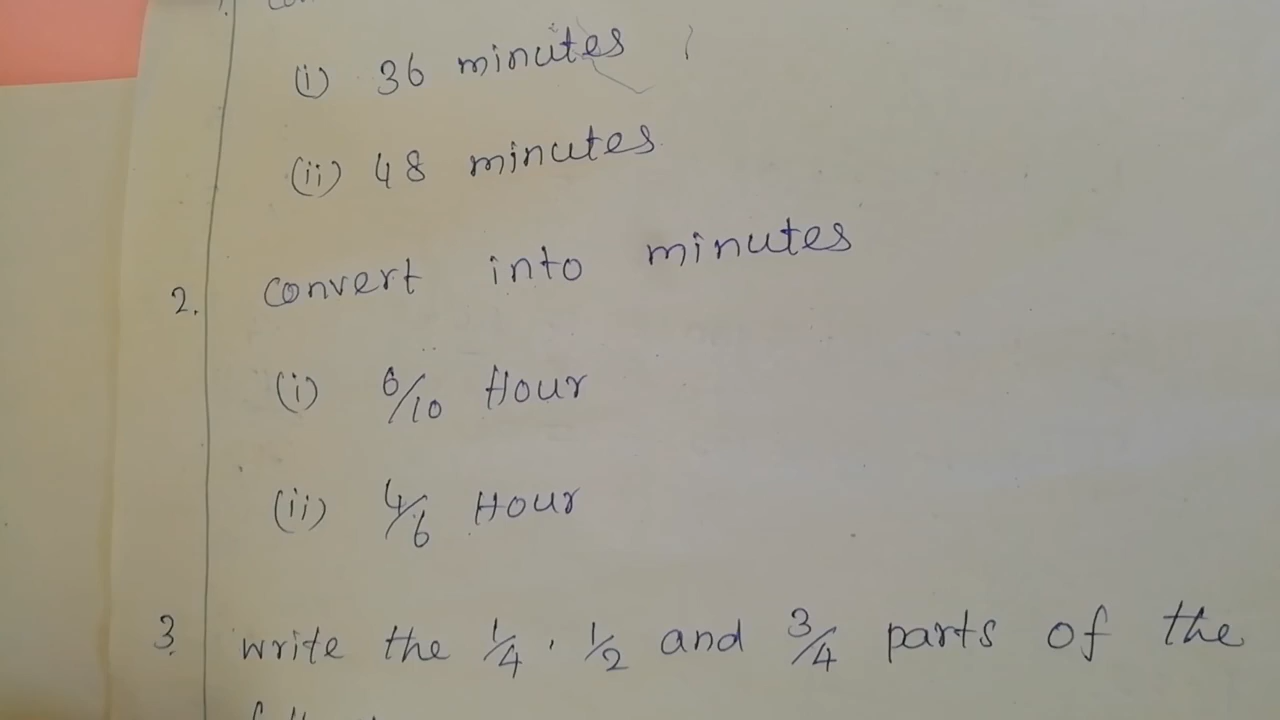 (i) 36 minutes
(ii) 48 minutes
2. convert into minutes
(i) 6/10 Hour
(ii) 4/6 Hour
3. write the 1/4, 1/2 and 3/4 parts of the